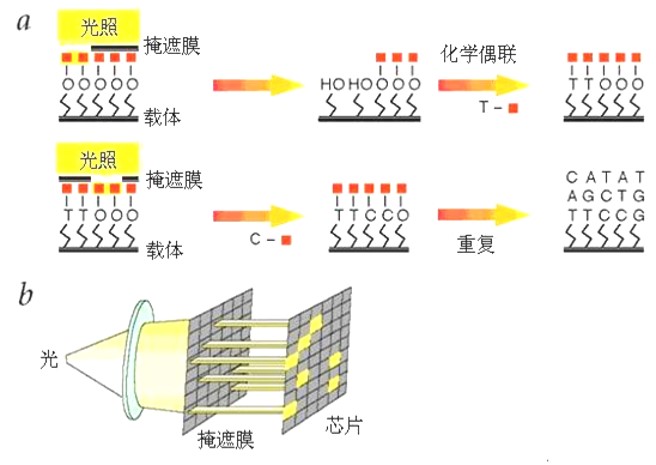 a
光照
掩遮膜
O O O O O
载体
HO HO O O O
化学偶联
T-
T T O O O
光照
掩遮膜
T T O O O
载体
C-
T T C C O
重复
C A T A T
A G C T G
T T C C G
b
光
掩遮膜
芯片